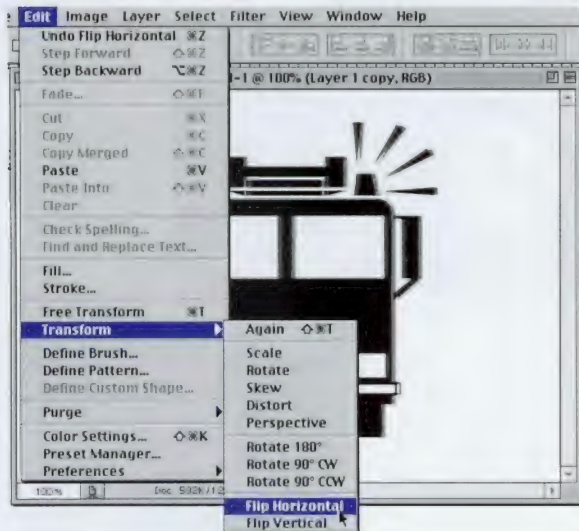 Edit Image Layer Select Filter View Window Help
Undo Flip Horizontal ⌘Z
Step Forward ⇧⌘Z
Step Backward ⌥⌘Z
-1 @ 100% (Layer 1 copy, RGB)
Fade... ⇧⌘F
Cut ⌘X
Copy ⌘C
Copy Merged ⇧⌘C
Paste ⌘V
Paste Into ⇧⌘V
Clear
Check Spelling...
Find and Replace Text...
Fill...
Stroke...
Free Transform ⌘T
Transform
Again ⇧⌘T
Scale
Rotate
Skew
Distort
Perspective
Rotate 180°
Rotate 90° CW
Rotate 90° CCW
Flip Horizontal
Flip Vertical
Define Brush...
Define Pattern...
Define Custom Shape...
Purge
Color Settings... ⇧⌘K
Preset Manager...
Preferences
100% Doc: